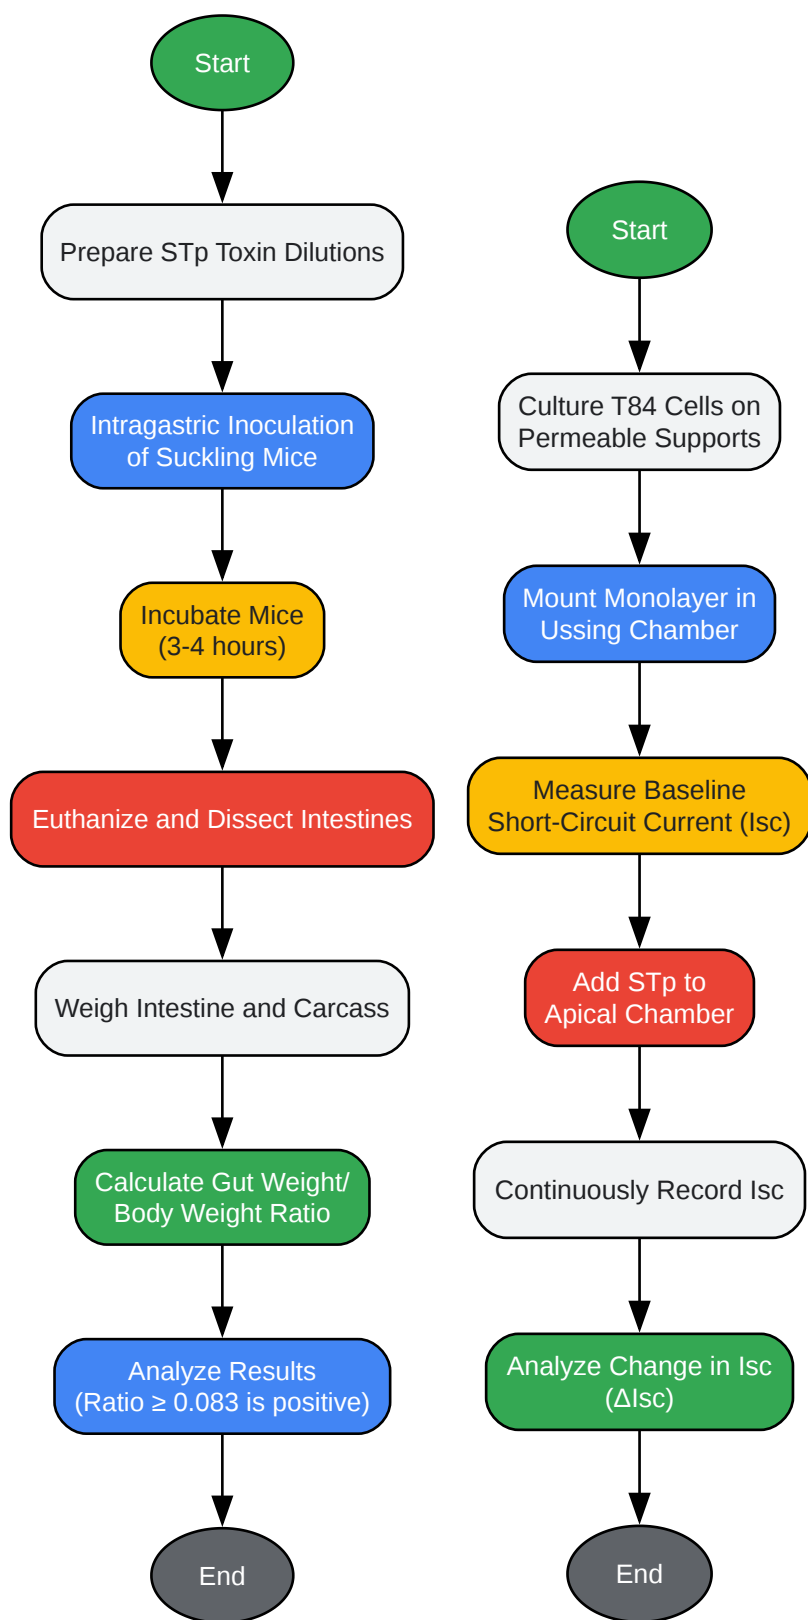 Start
Prepare STp Toxin Dilutions
Intragastric Inoculation
of Suckling Mice
Incubate Mice
(3-4 hours)
Euthanize and Dissect Intestines
Weigh Intestine and Carcass
Calculate Gut Weight/
Body Weight Ratio
Analyze Results
(Ratio ≥ 0.083 is positive)
End
Start
Culture T84 Cells on
Permeable Supports
Mount Monolayer in
Ussing Chamber
Measure Baseline
Short-Circuit Current (Isc)
Add STp to
Apical Chamber
Continuously Record Isc
Analyze Change in Isc
(ΔIsc)
End